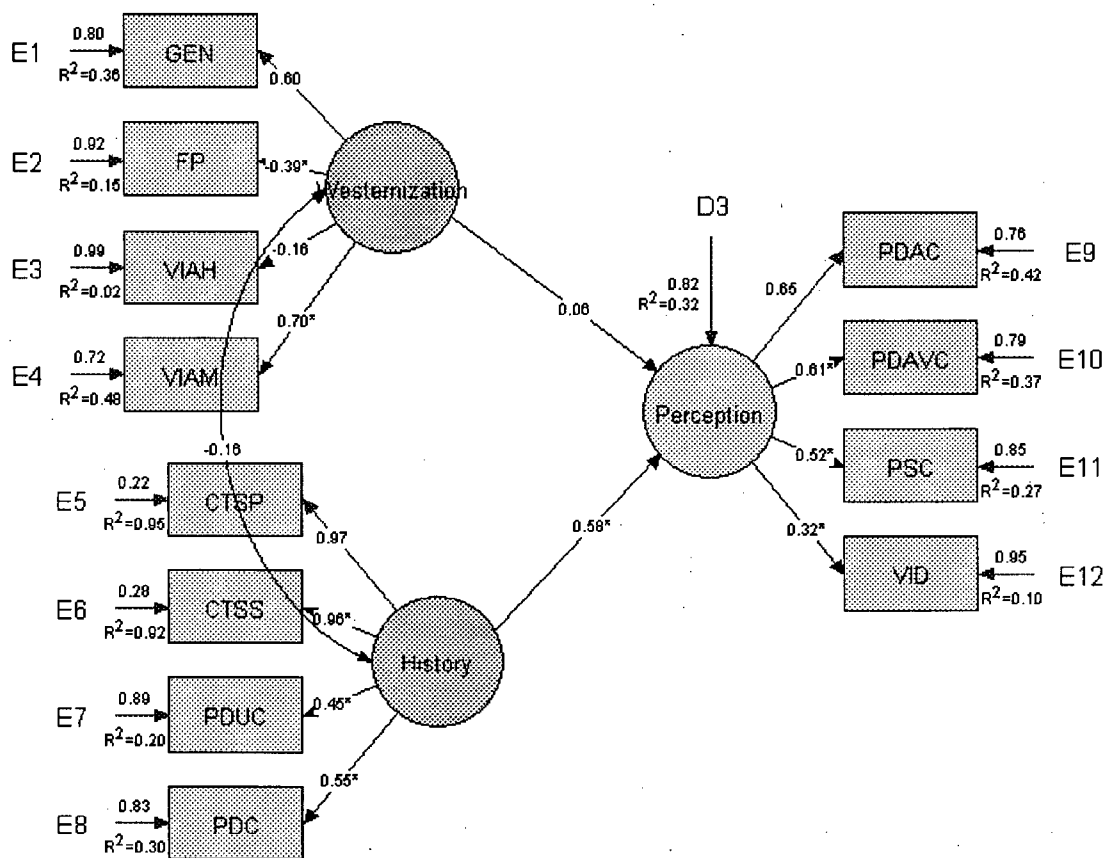 E1
0.80
R²=0.36
GEN
0.60
E2
0.92
R²=0.15
FP
-0.39*
Westernization
E3
0.99
R²=0.02
VIAH
-0.16
E4
0.72
R²=0.48
VIAM
0.70*
-0.16
E5
0.22
R²=0.95
CTSP
0.97
E6
0.28
R²=0.92
CTSS
0.96*
History
E7
0.89
R²=0.20
PDUC
0.45*
E8
0.83
R²=0.30
PDC
0.55*
0.06
0.58*
D3
0.82
R²=0.32
Perception
0.65
PDAC
0.76
R²=0.42
E9
0.61*
PDAVC
0.79
R²=0.37
E10
0.52*
PSC
0.85
R²=0.27
E11
0.32*
VID
0.95
R²=0.10
E12